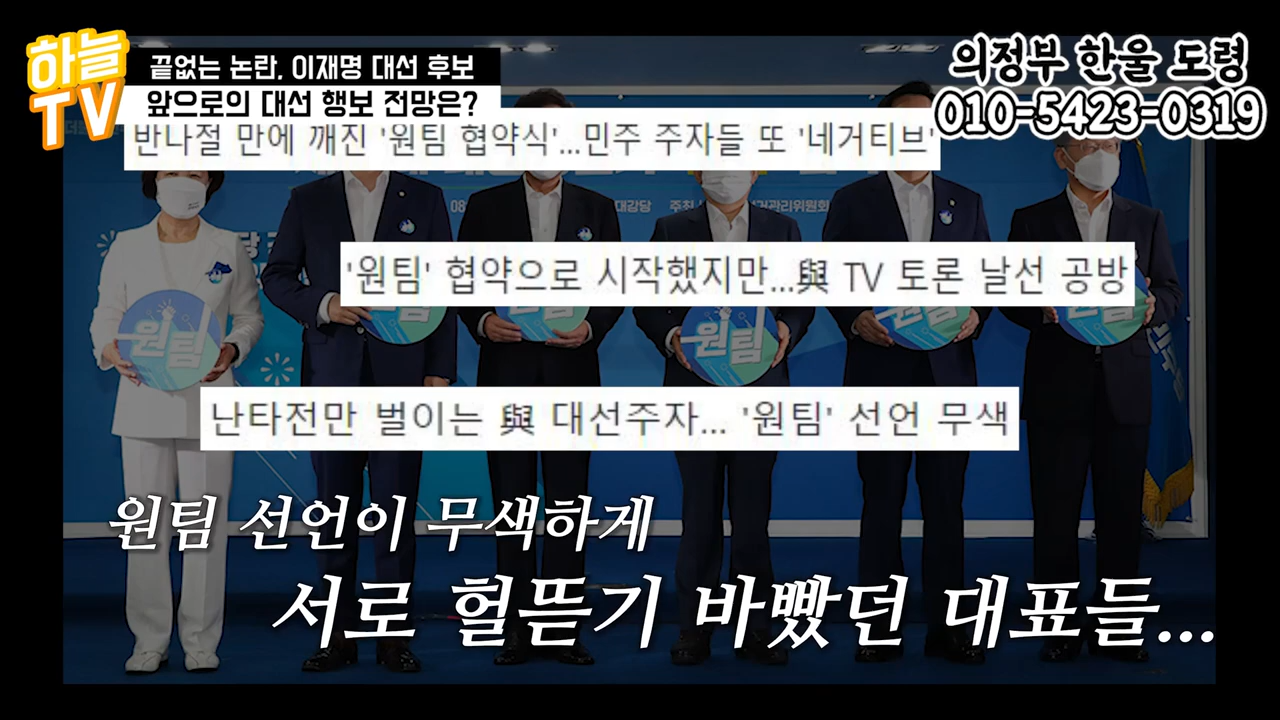 하늘
TV
끝없는 논란, 이재명 대선 후보
앞으로의 대선 행보 전망은?
의정부 한울 도령
010-5423-0319
반나절 만에 깨진 '원팀 협약식'...민주 주자들 또 '네거티브'
'원팀' 협약으로 시작했지만...與 TV 토론 날선 공방
원팀
원팀
난타전만 벌이는 與 대선주자... '원팀' 선언 무색
원팀 선언이 무색하게
서로 헐뜯기 바빴던 대표들...